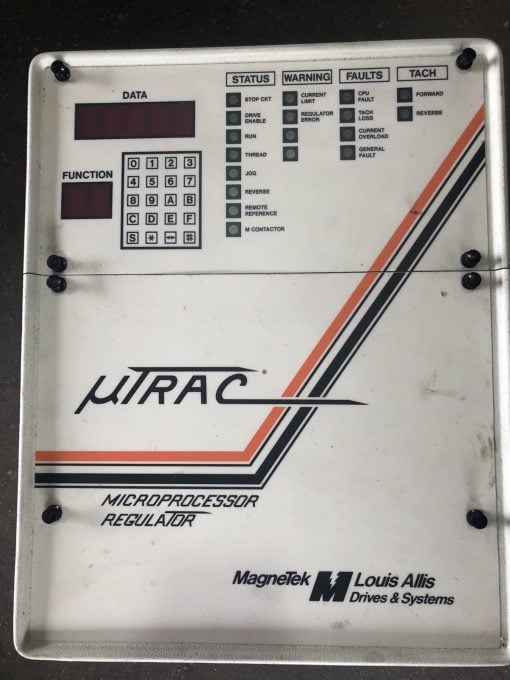 STATUS
WARNING
FAULTS
TACH
DATA
FUNCTION
0 1 2 3
4 5 6 7
8 9 A B
C D E F
S * ↔ #
STOP CKT
DRIVE
ENABLE
RUN
THREAD
JOG
REVERSE
REMOTE
REFERENCE
M CONTACTOR
CURRENT
LIMIT
REGULATOR
ERROR
CPU
FAULT
TACH
LOSS
CURRENT
OVERLOAD
GENERAL
FAULT
FORWARD
REVERSE
µTRAC®
MICROPROCESSOR
REGULATOR
MagneTek Louis Allis
Drives & Systems